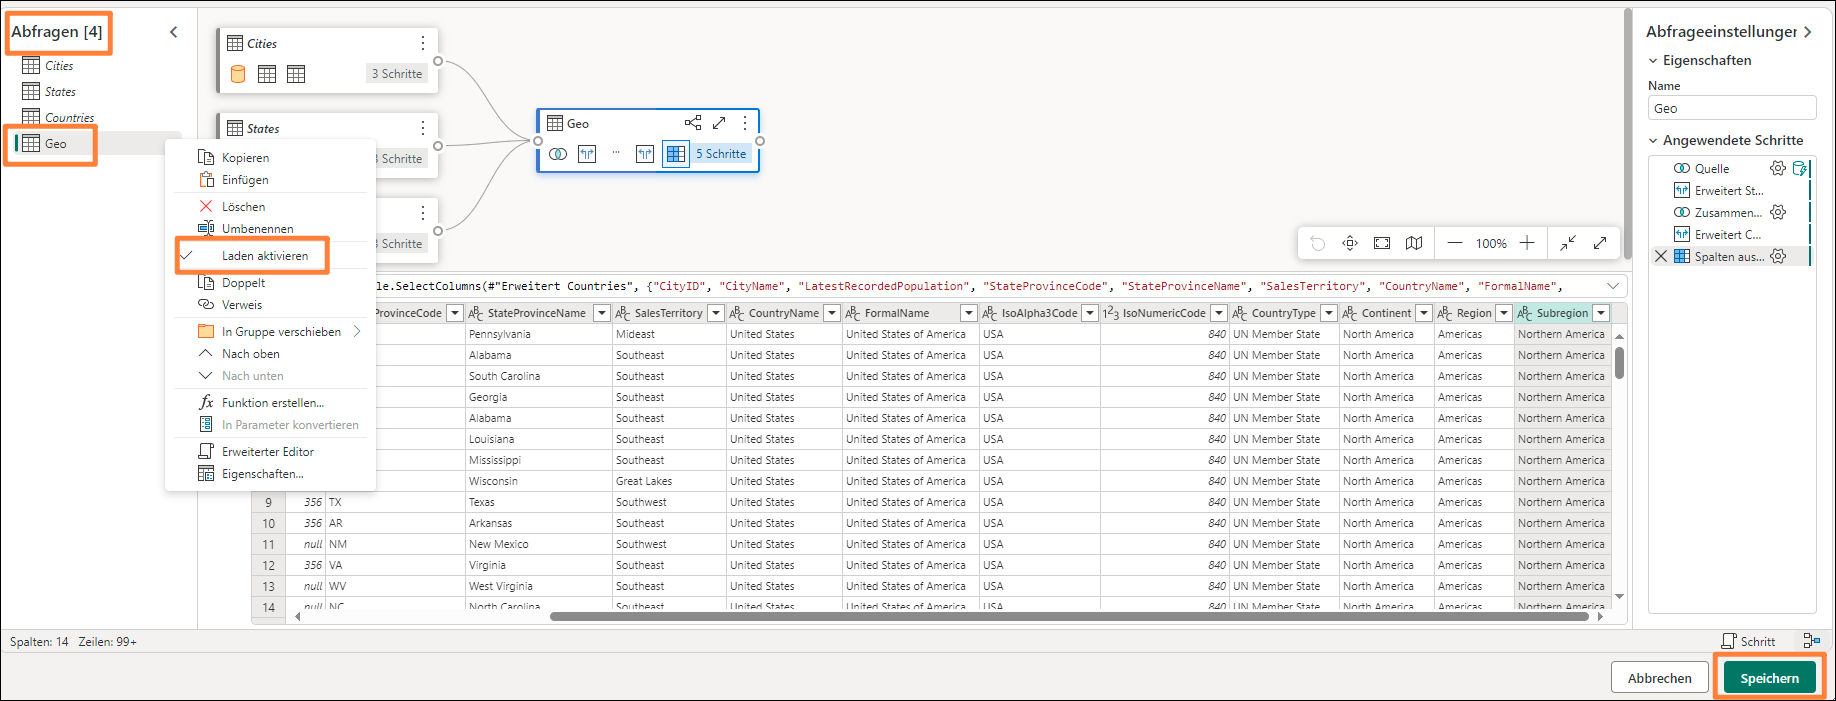 Abfragen [4]
Cities
States
Countries
Geo
Kopieren
Einfügen
Löschen
Umbenennen
Laden aktivieren
Doppelt
Verweis
In Gruppe verschieben
Nach oben
Nach unten
fx Funktion erstellen...
In Parameter konvertieren
Erweiterter Editor
Eigenschaften...
Cities
3 Schritte
States
3 Schritte
3 Schritte
Geo
5 Schritte
100%
le.SelectColumns(#"Erweitert Countries", {"CityID", "CityName", "LatestRecordedPopulation", "StateProvinceCode", "StateProvinceName", "SalesTerritory", "CountryName", "FormalName",
ProvinceCode ABC StateProvinceName ABC SalesTerritory ABC CountryName ABC FormalName ABC IsoAlpha3Code 123 IsoNumericCode ABC CountryType ABC Continent ABC Region ABC Subregion
Pennsylvania Mideast United States United States of America USA 840 UN Member State North America Americas Northern America
Alabama Southeast United States United States of America USA 840 UN Member State North America Americas Northern America
South Carolina Southeast United States United States of America USA 840 UN Member State North America Americas Northern America
Georgia Southeast United States United States of America USA 840 UN Member State North America Americas Northern America
Alabama Southeast United States United States of America USA 840 UN Member State North America Americas Northern America
Louisiana Southeast United States United States of America USA 840 UN Member State North America Americas Northern America
Mississippi Southeast United States United States of America USA 840 UN Member State North America Americas Northern America
Wisconsin Great Lakes United States United States of America USA 840 UN Member State North America Americas Northern America
9 356 TX Texas Southwest United States United States of America USA 840 UN Member State North America Americas Northern America
10 356 AR Arkansas Southeast United States United States of America USA 840 UN Member State North America Americas Northern America
11 null NM New Mexico Southwest United States United States of America USA 840 UN Member State North America Americas Northern America
12 356 VA Virginia Southeast United States United States of America USA 840 UN Member State North America Americas Northern America
13 null WV West Virginia Southeast United States United States of America USA 840 UN Member State North America Americas Northern America
14 null NC North Carolina Southeast United States United States of America USA 840 UN Member State North America Americas Northern America
Abfrageeinstellunger
Eigenschaften
Name
Geo
Angewendete Schritte
Quelle
Erweitert St...
Zusammen...
Erweitert C...
Spalten aus...
Spalten: 14 Zeilen: 99+
Schritt
Abbrechen
Speichern